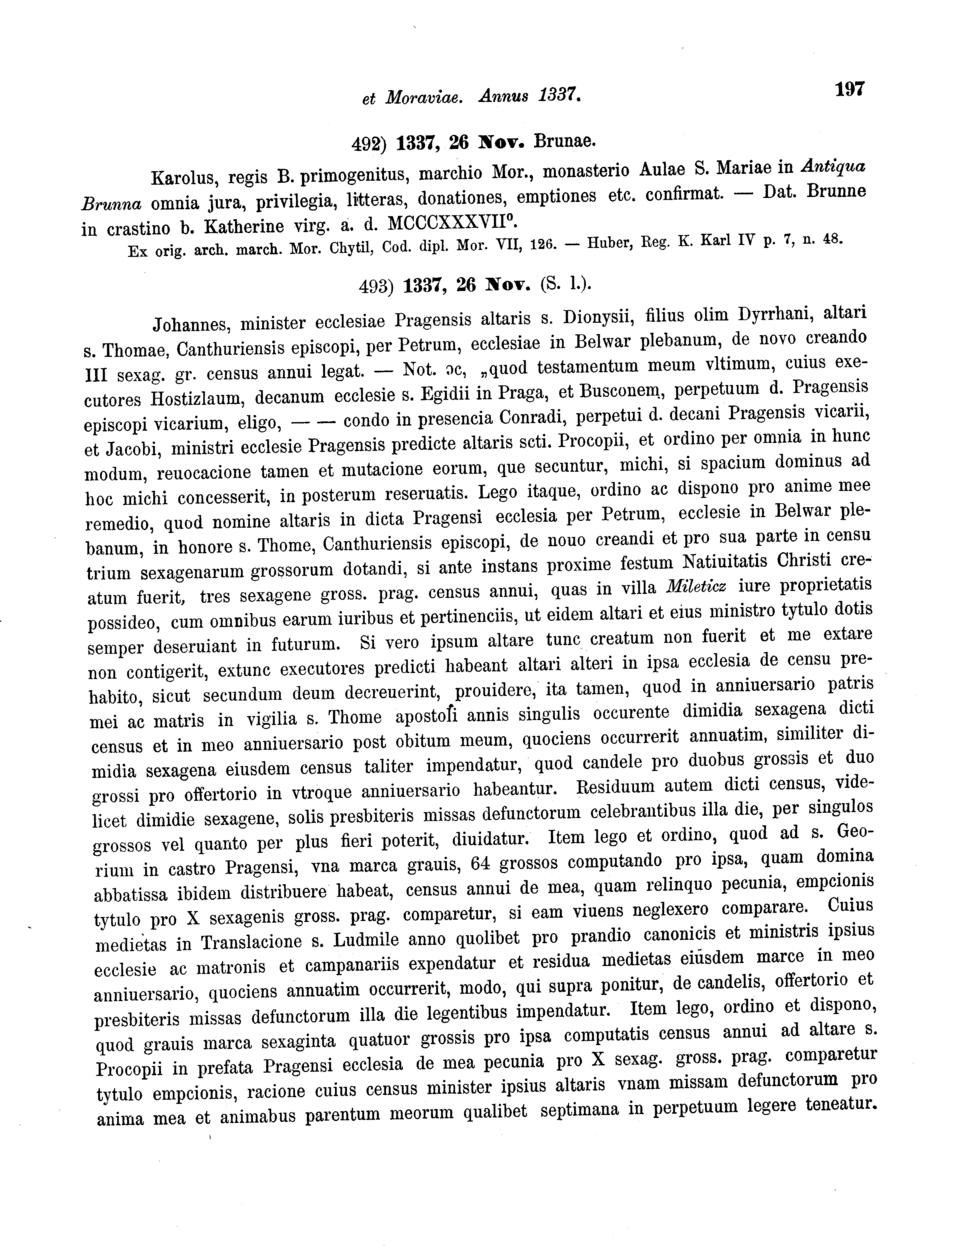 et Moraviae. Annus 1337. 197
492) 1337, 26 Nov. Brunae.
Karolus, regis B. primogenitus, marchio Mor., monasterio Aulae S. Mariae in Antiqua
Brunna omnia jura, privilegia, litteras, donationes, emptiones etc. confirmat. — Dat. Brunne
in crastino b. Katherine virg. a. d. MCCCXXXVII⁰.
Ex orig. arch. march. Mor. Chytil, Cod. dipl. Mor. VII, 126. — Huber, Reg. K. Karl IV p. 7, n. 48.
493) 1337, 26 Nov. (S. l.).
Johannes, minister ecclesiae Pragensis altaris s. Dionysii, filius olim Dyrrhani, altari
s. Thomae, Canthuriensis episcopi, per Petrum, ecclesiae in Belwar plebanum, de novo creando
III sexag. gr. census annui legat. — Not. ɔc, „quod testamentum meum vltimum, cuius exe-
cutores Hostizlaum, decanum ecclesie s. Egidii in Praga, et Busconem, perpetuum d. Pragensis
episcopi vicarium, eligo, — — condo in presencia Conradi, perpetui d. decani Pragensis vicarii,
et Jacobi, ministri ecclesie Pragensis predicte altaris scti. Procopii, et ordino per omnia in hunc
modum, reuocacione tamen et mutacione eorum, que secuntur, michi, si spacium dominus ad
hoc michi concesserit, in posterum reseruatis. Lego itaque, ordino ac dispono pro anime mee
remedio, quod nomine altaris in dicta Pragensi ecclesia per Petrum, ecclesie in Belwar ple-
banum, in honore s. Thome, Canthuriensis episcopi, de nouo creandi et pro sua parte in censu
trium sexagenarum grossorum dotandi, si ante instans proxime festum Natiuitatis Christi cre-
atum fuerit, tres sexagene gross. prag. census annui, quas in villa Mileticz iure proprietatis
possideo, cum omnibus earum iuribus et pertinenciis, ut eidem altari et eius ministro tytulo dotis
semper deseruiant in futurum. Si vero ipsum altare tunc creatum non fuerit et me extare
non contigerit, extunc executores predicti habeant altari alteri in ipsa ecclesia de censu pre-
habito, sicut secundum deum decreuerint, prouidere, ita tamen, quod in anniuersario patris
mei ac matris in vigilia s. Thome apostoli annis singulis occurente dimidia sexagena dicti
census et in meo anniuersario post obitum meum, quociens occurrerit annuatim, similiter di-
midia sexagena eiusdem census taliter impendatur, quod candele pro duobus grossis et duo
grossi pro offertorio in vtroque anniuersario habeantur. Residuum autem dicti census, vide-
licet dimidie sexagene, solis presbiteris missas defunctorum celebrantibus illa die, per singulos
grossos vel quanto per plus fieri poterit, diuidatur. Item lego et ordino, quod ad s. Geo-
rium in castro Pragensi, vna marca grauis, 64 grossos computando pro ipsa, quam domina
abbatissa ibidem distribuere habeat, census annui de mea, quam relinquo pecunia, empcionis
tytulo pro X sexagenis gross. prag. comparetur, si eam viuens neglexero comparare. Cuius
medietas in Translacione s. Ludmile anno quolibet pro prandio canonicis et ministris ipsius
ecclesie ac matronis et campanariis expendatur et residua medietas eiusdem marce in meo
anniuersario, quociens annuatim occurrerit, modo, qui supra ponitur, de candelis, offertorio et
presbiteris missas defunctorum illa die legentibus impendatur. Item lego, ordino et dispono,
quod grauis marca sexaginta quatuor grossis pro ipsa computatis census annui ad altare s.
Procopii in prefata Pragensi ecclesia de mea pecunia pro X sexag. gross. prag. comparetur
tytulo empcionis, racione cuius census minister ipsius altaris vnam missam defunctorum pro
anima mea et animabus parentum meorum qualibet septimana in perpetuum legere teneatur.